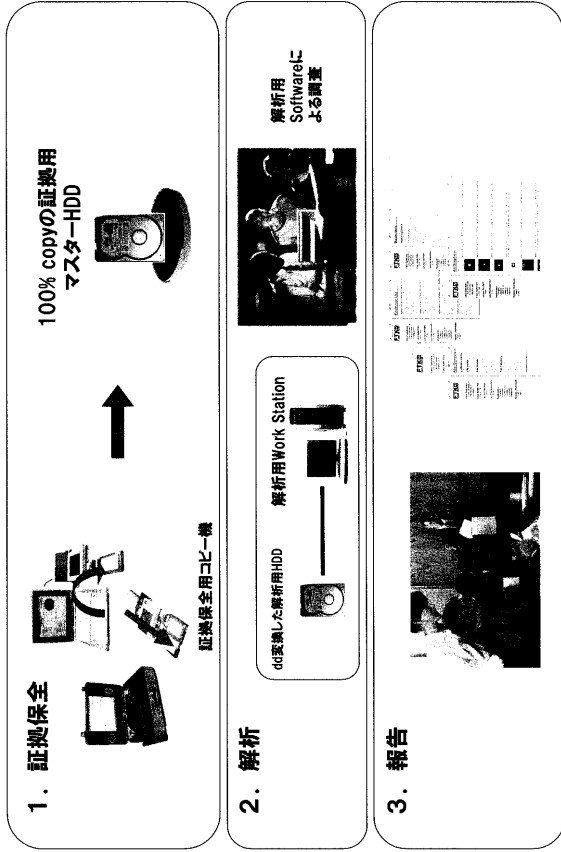 1. 証拠保全
証拠保全用コピー機
100% copyの証拠用
マスターHDD
2. 解析
dd変換した解析用HDD
解析用Work Station
解析用
Softwareに
よる調査
3. 報告